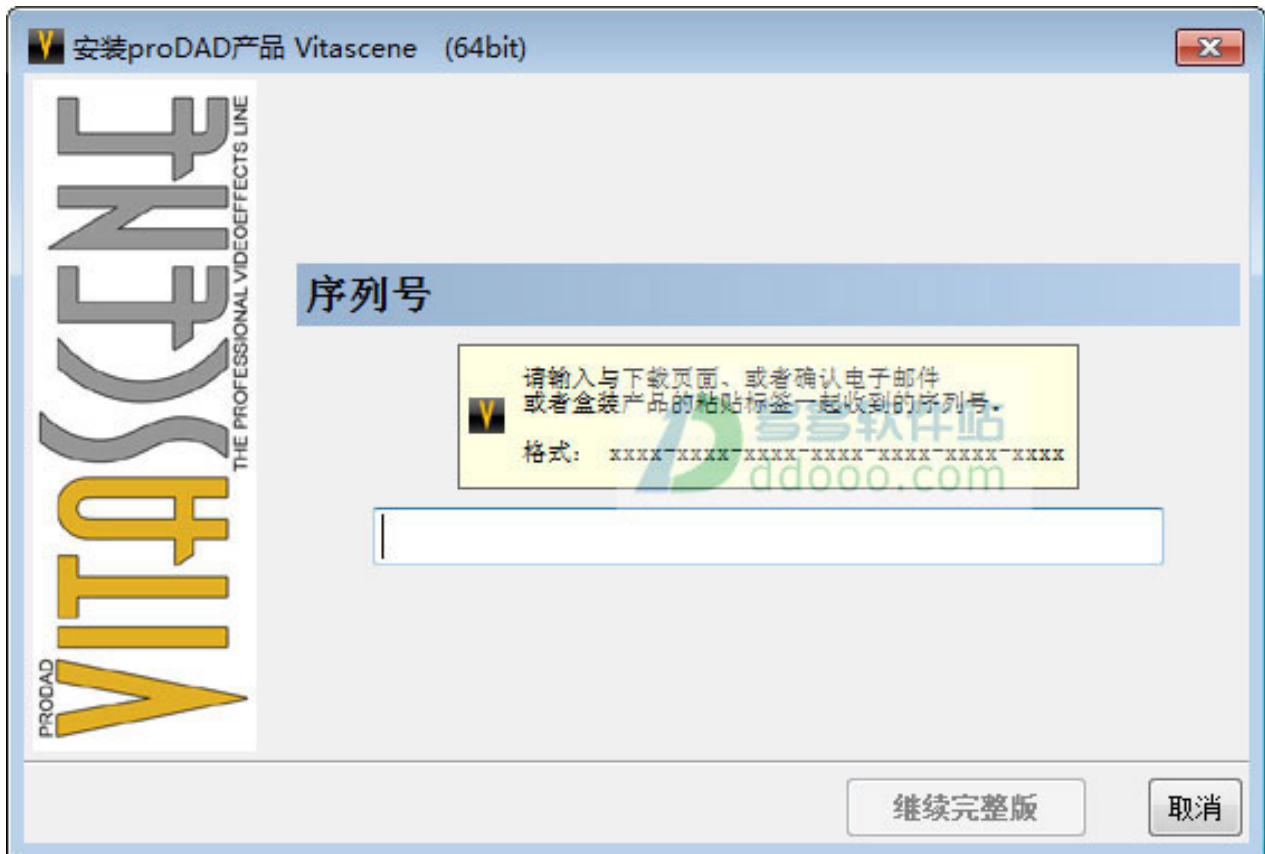 安装proDAD产品 Vitascene (64bit)
PRODAD
VITASCENE
THE PROFESSIONAL VIDEOEFFECTS LINE
序列号
请输入与下载页面、或者确认电子邮件
或者盒装产品的粘贴标签一起收到的序列号。
格式: xxxx-xxxx-xxxx-xxxx-xxxx-xxxx-xxxx
多多软件站
ddooo.com
继续完整版
取消